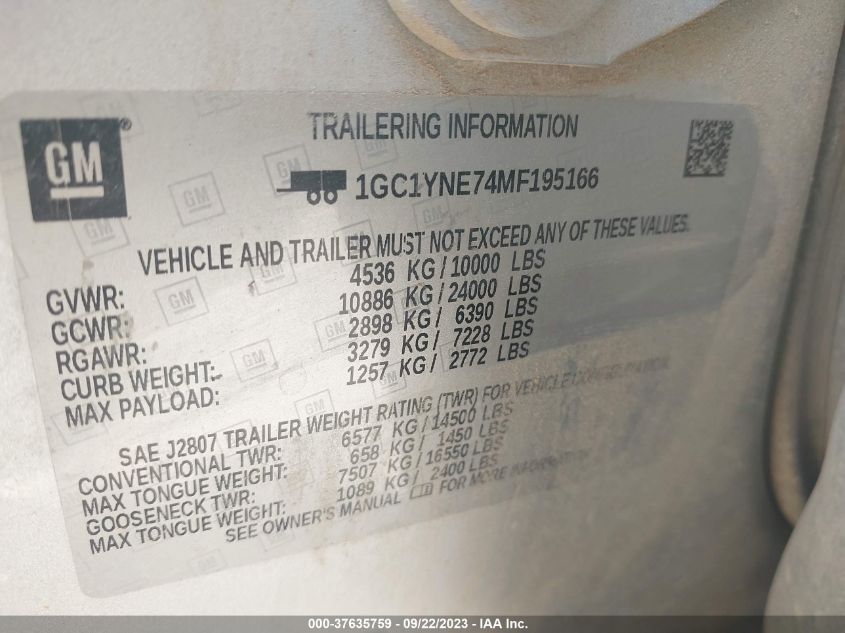 GM
TRAILERING INFORMATION
1GC1YNE74MF195166
VEHICLE AND TRAILER MUST NOT EXCEED ANY OF THESE VALUES.
GVWR: 4536 KG / 10000 LBS
GCWR: 10886 KG / 24000 LBS
RGAWR: 2898 KG / 6390 LBS
CURB WEIGHT: 3279 KG / 7228 LBS
MAX PAYLOAD: 1257 KG / 2772 LBS
SAE J2807 TRAILER WEIGHT RATING (TWR) FOR VEHICLE
CONVENTIONAL TWR: 6577 KG / 14500 LBS
MAX TONGUE WEIGHT: 658 KG / 1450 LBS
GOOSENECK TWR: 7507 KG / 16550 LBS
MAX TONGUE WEIGHT: 1089 KG / 2400 LBS
SEE OWNER'S MANUAL FOR MORE INFORMATION
000-37635759 - 09/22/2023 - IAA Inc.